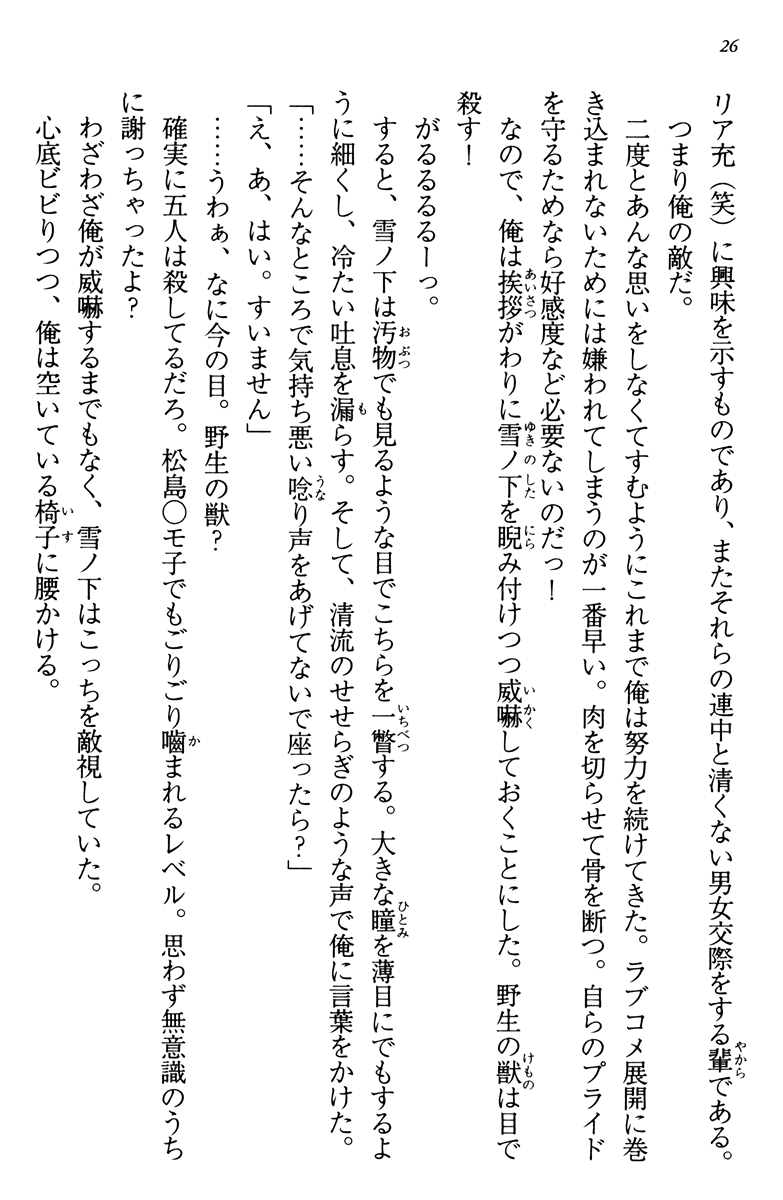 26
リア充（笑）に興味を示すものであり、またそれらの連中と清くない男女交際をする輩である。
つまり俺の敵だ。
二度とあんな思いをしなくてすむようにこれまで俺は努力を続けてきた。ラブコメ展開に巻
き込まれないためには嫌われてしまうのが一番早い。肉を切らせて骨を断つ。自らのプライド
を守るためなら好感度など必要ないのだっ！
なので、俺は挨拶がわりに雪ノ下を睨み付けつつ威嚇しておくことにした。野生の獣は目で
殺す！
がるるるるーっ。
すると、雪ノ下は汚物でも見るような目でこちらを一瞥する。大きな瞳を薄目にでもするよ
うに細くし、冷たい吐息を漏らす。そして、清流のせせらぎのような声で俺に言葉をかけた。
「……そんなところで気持ち悪い唸り声をあげてないで座ったら？」
「え、あ、はい。すいません」
……うわぁ、なに今の目。野生の獣？
確実に五人は殺してるだろ。松島〇モ子でもごりごり嚙まれるレベル。思わず無意識のうち
に謝っちゃったよ？
わざわざ俺が威嚇するまでもなく、雪ノ下はこっちを敵視していた。
心底ビビりつつ、俺は空いている椅子に腰かける。